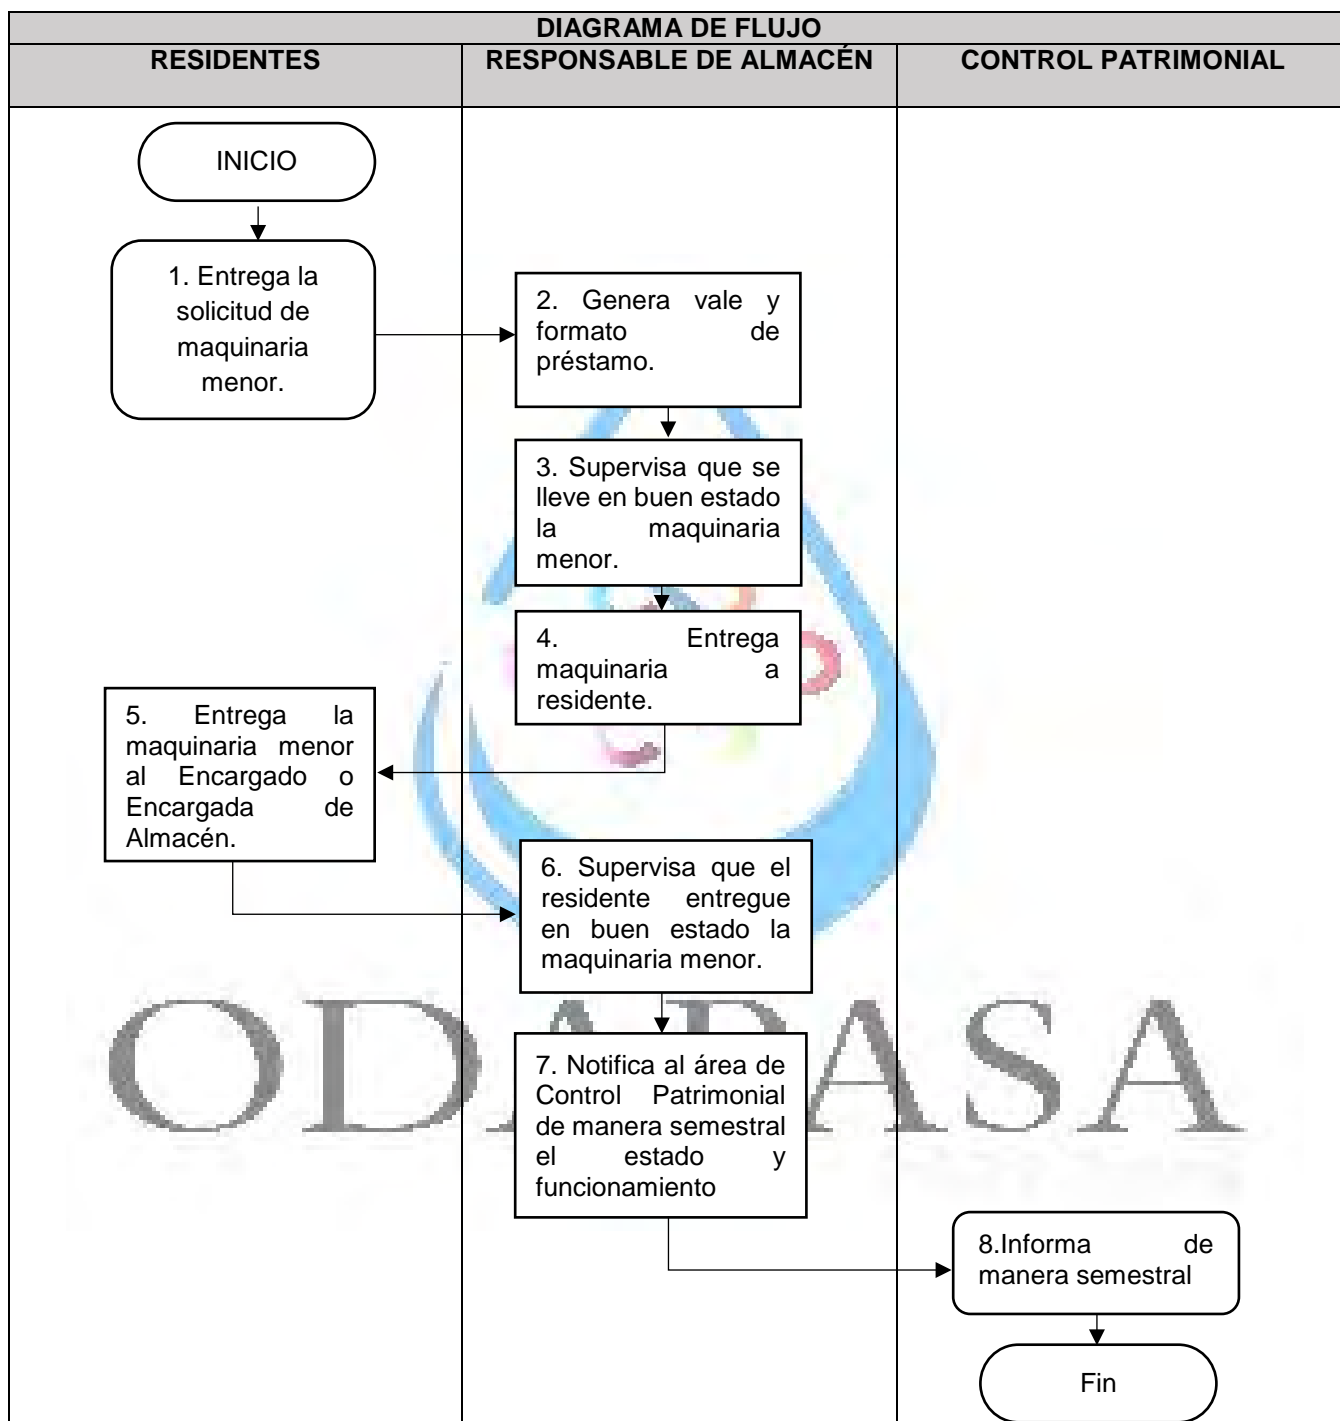 DIAGRAMA DE FLUJO
RESIDENTES
RESPONSABLE DE ALMACÉN
CONTROL PATRIMONIAL
INICIO
1. Entrega la
solicitud de
maquinaria
menor.
2. Genera vale y
formato de
préstamo.
3. Supervisa que se
lleve en buen estado
la maquinaria
menor.
4. Entrega
maquinaria a
residente.
5. Entrega la
maquinaria menor
al Encargado o
Encargada de
Almacén.
6. Supervisa que el
residente entregue
en buen estado la
maquinaria menor.
7. Notifica al área de
Control Patrimonial
de manera semestral
el estado y
funcionamiento
8.Informa de
manera semestral
Fin
ODAPASA